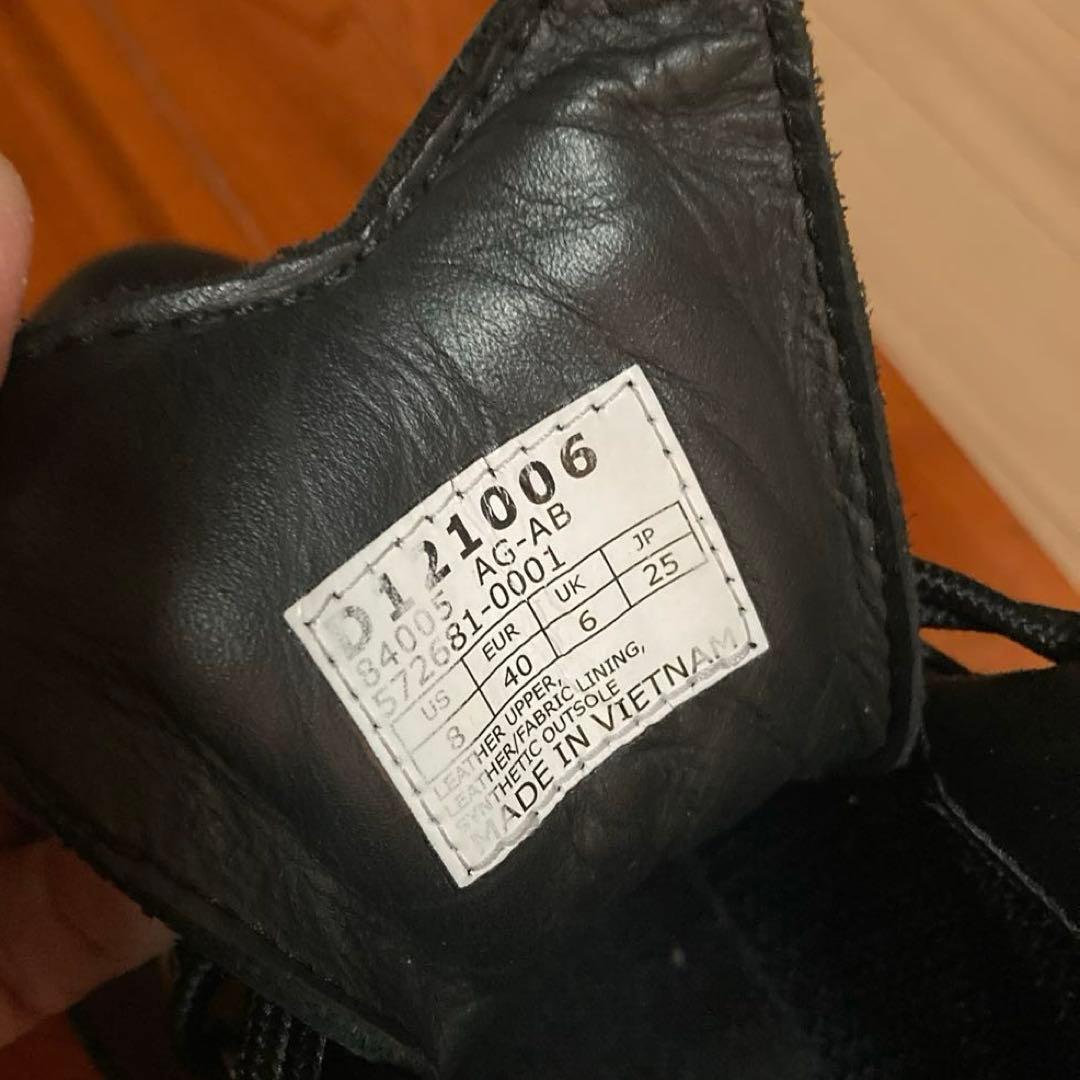 D121006
84005 AG-AB
572681-0001
US EUR UK JP
8 40 6 25
LEATHER UPPER,
LEATHER/FABRIC LINING,
SYNTHETIC OUTSOLE
MADE IN VIETNAM